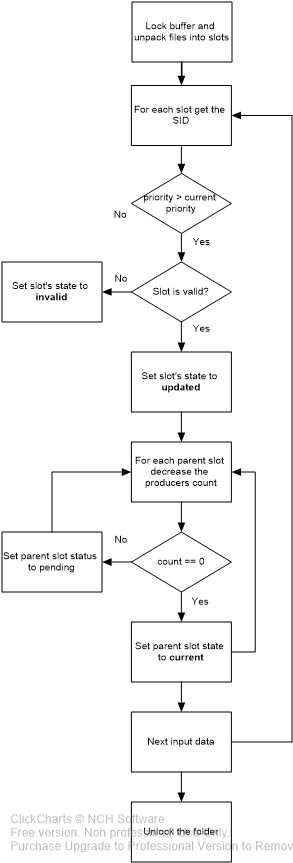 Lock buffer and
unpack files into slots
For each slot get the
SID
priority > current
priority
No
Yes
Slot is valid?
No
Set slot's state to
invalid
Yes
Set slot's state to
updated
For each parent slot
decrease the
producers count
No
count == 0
Set parent slot status
to pending
Yes
Set parent slot state
to current
Next input data
Unlock the folder
ClickCharts © NCH Software
Free version. Non professional use only.
Purchase Upgrade to Professional Version to Remov